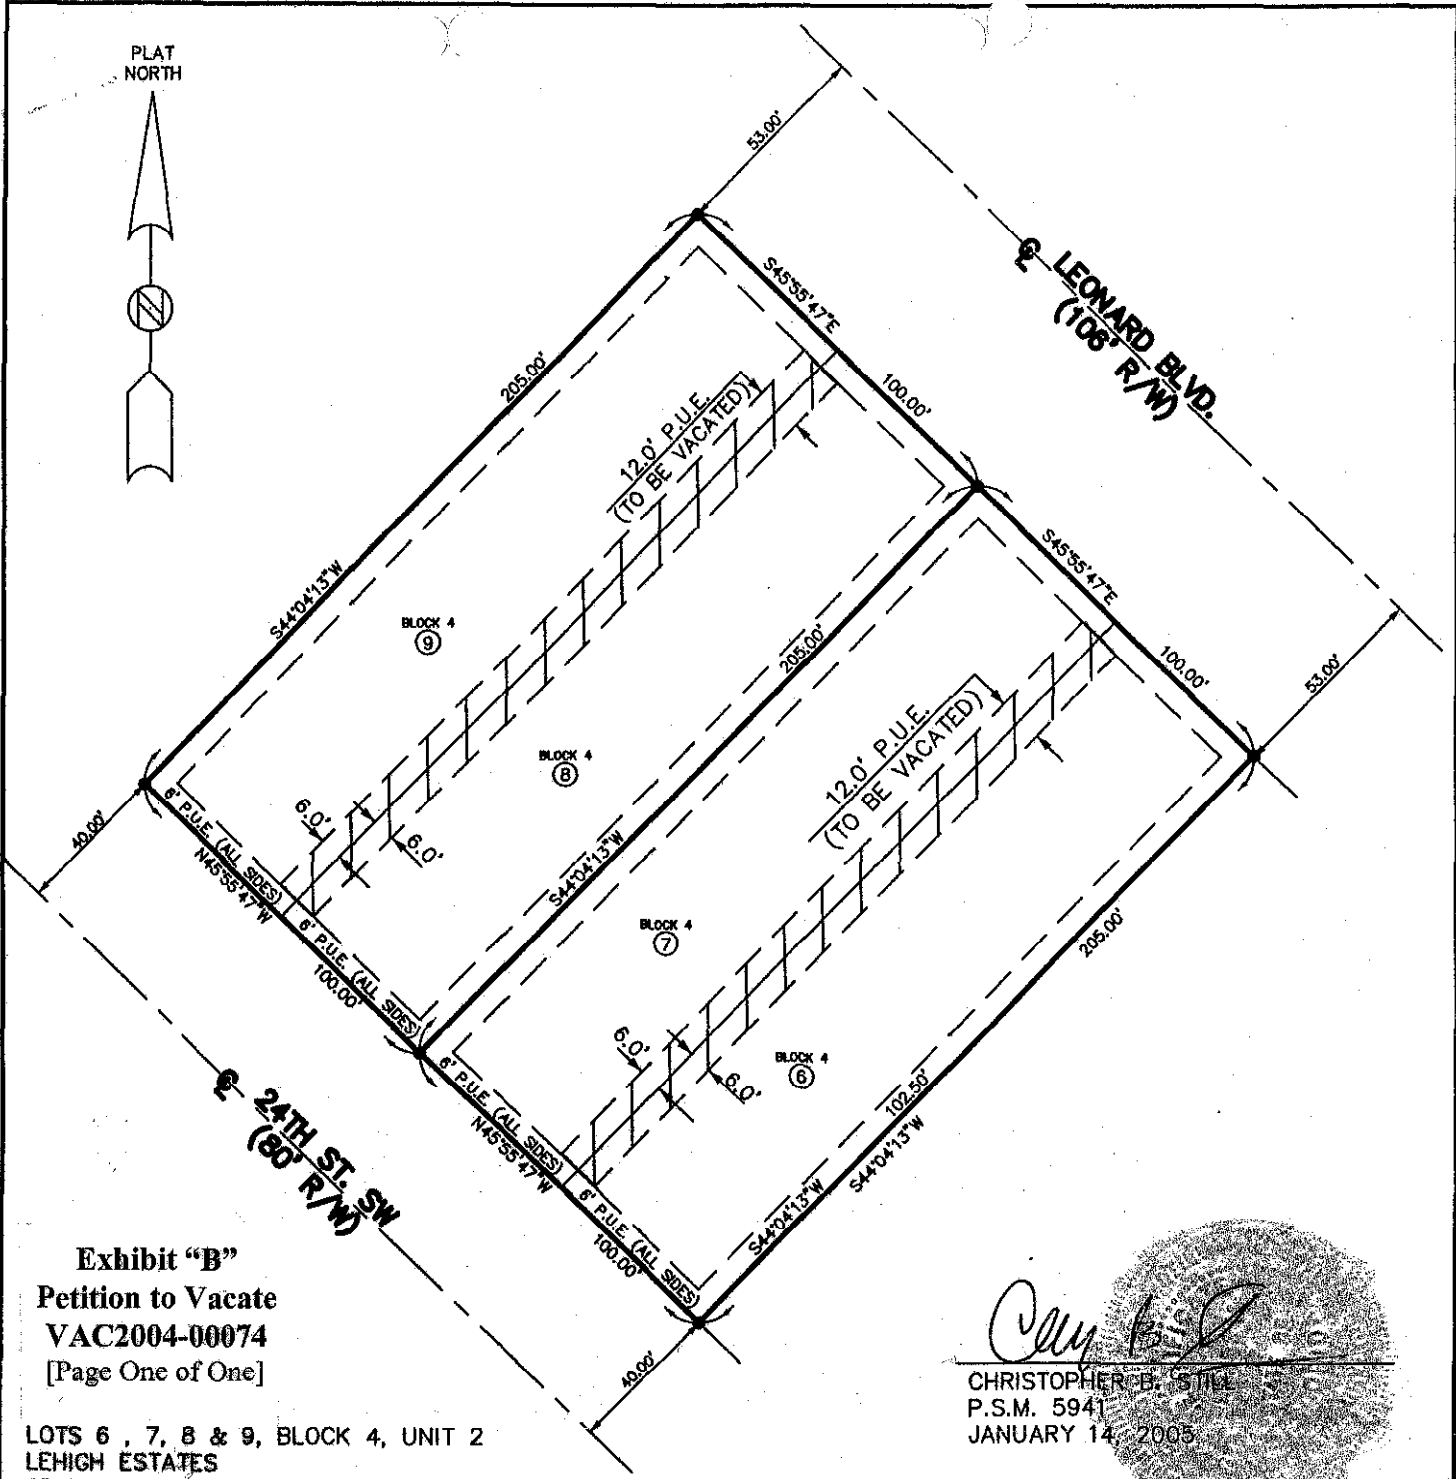 PLAT
NORTH
N
53.00'
℄ LEONARD BLVD.
(106' R/W)
S45°55'47"E
100.00'
205.00'
S44°04'13"W
12.0' P.U.E.
(TO BE VACATED)
BLOCK 4
9
BLOCK 4
8
S45°55'47"E
100.00'
53.00'
205.00'
S44°04'13"W
12.0' P.U.E.
(TO BE VACATED)
6.0'
6.0'
40.00'
6' P.U.E. (ALL SIDES)
N45°55'47"W
6' P.U.E. (ALL SIDES)
100.00'
BLOCK 4
7
BLOCK 4
6
6.0'
6.0'
205.00'
102.50'
S44°04'13"W
S44°04'13"W
6' P.U.E. (ALL SIDES)
N45°55'47"W
6' P.U.E. (ALL SIDES)
100.00'
40.00'
℄ 24TH ST. SW
(80' R/W)
Exhibit “B”
Petition to Vacate
VAC2004-00074
[Page One of One]
LOTS 6 , 7, 8 & 9, BLOCK 4, UNIT 2
LEHIGH ESTATES
CHRISTOPHER B. STILL
P.S.M. 5941
JANUARY 14, 2005